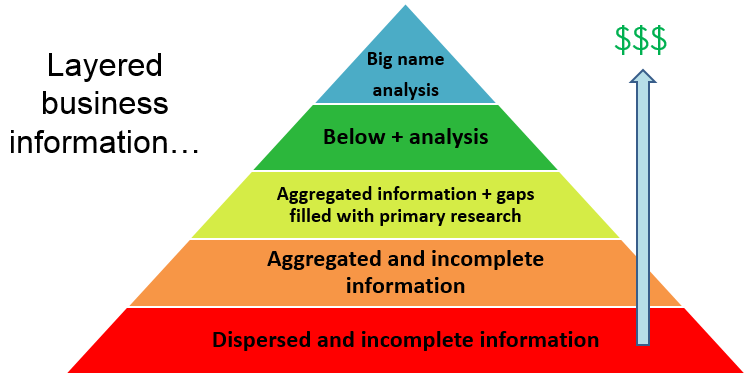 Layered
business
information…
$$$
Big name
analysis
Below + analysis
Aggregated information + gaps
filled with primary research
Aggregated and incomplete
information
Dispersed and incomplete information